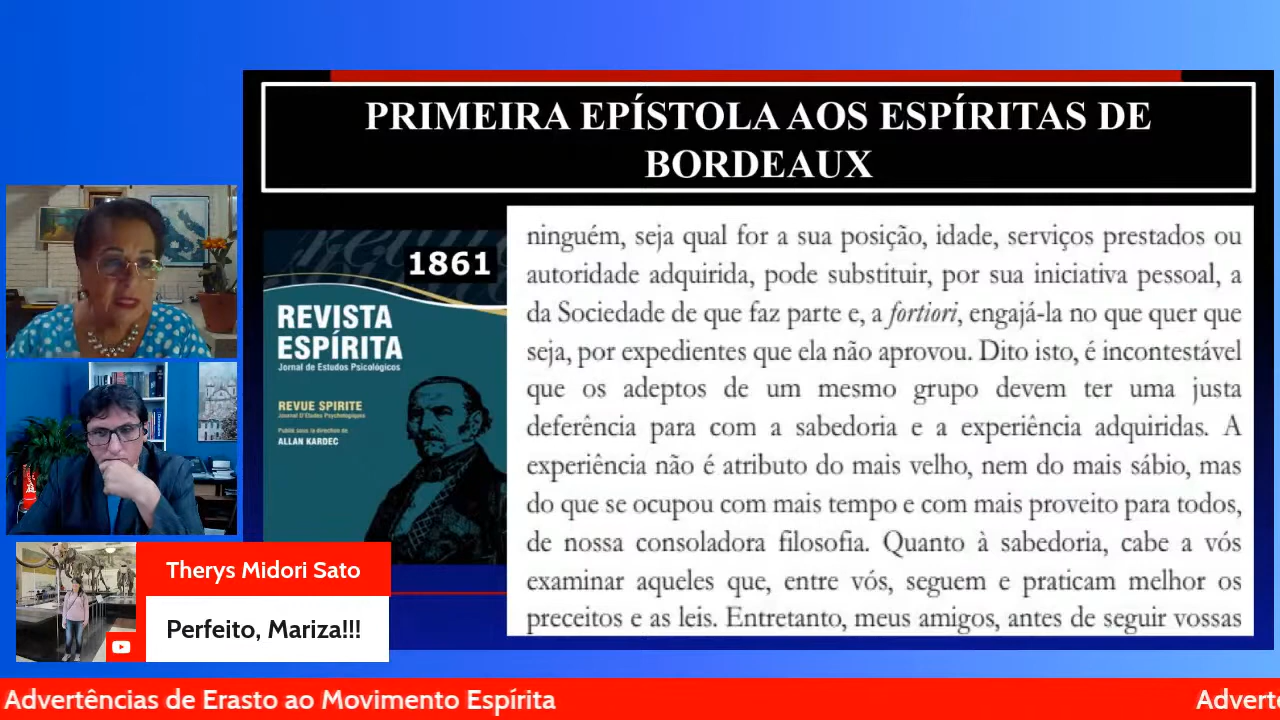 PRIMEIRA EPÍSTOLA AOS ESPÍRITAS DE
BORDEAUX
1861
REVISTA
ESPÍRITA
Jornal de Estudos Psicológicos
REVUE SPIRITE
Journal D'Etudes Psychologiques
Publié sous la direction de
ALLAN KARDEC
ninguém, seja qual for a sua posição, idade, serviços prestados ou
autoridade adquirida, pode substituir, por sua iniciativa pessoal, a
da Sociedade de que faz parte e, a fortiori, engajá-la no que quer que
seja, por expedientes que ela não aprovou. Dito isto, é incontestável
que os adeptos de um mesmo grupo devem ter uma justa
deferência para com a sabedoria e a experiência adquiridas. A
experiência não é atributo do mais velho, nem do mais sábio, mas
do que se ocupou com mais tempo e com mais proveito para todos,
de nossa consoladora filosofia. Quanto à sabedoria, cabe a vós
examinar aqueles que, entre vós, seguem e praticam melhor os
preceitos e as leis. Entretanto, meus amigos, antes de seguir vossas
Therys Midori Sato
Perfeito, Mariza!!!
Advertências de Erasto ao Movimento Espírita
Adverte